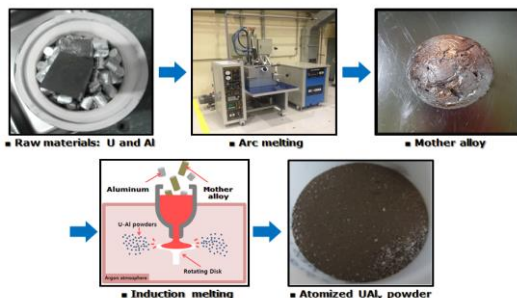 ▪ Raw materials: U and Al
▪ Arc melting
▪ Mother alloy
Aluminum
Mother
alloy
U-Al powders
Rotating Disk
Argon atmosphere
▪ Induction melting
▪ Atomized UALx powder